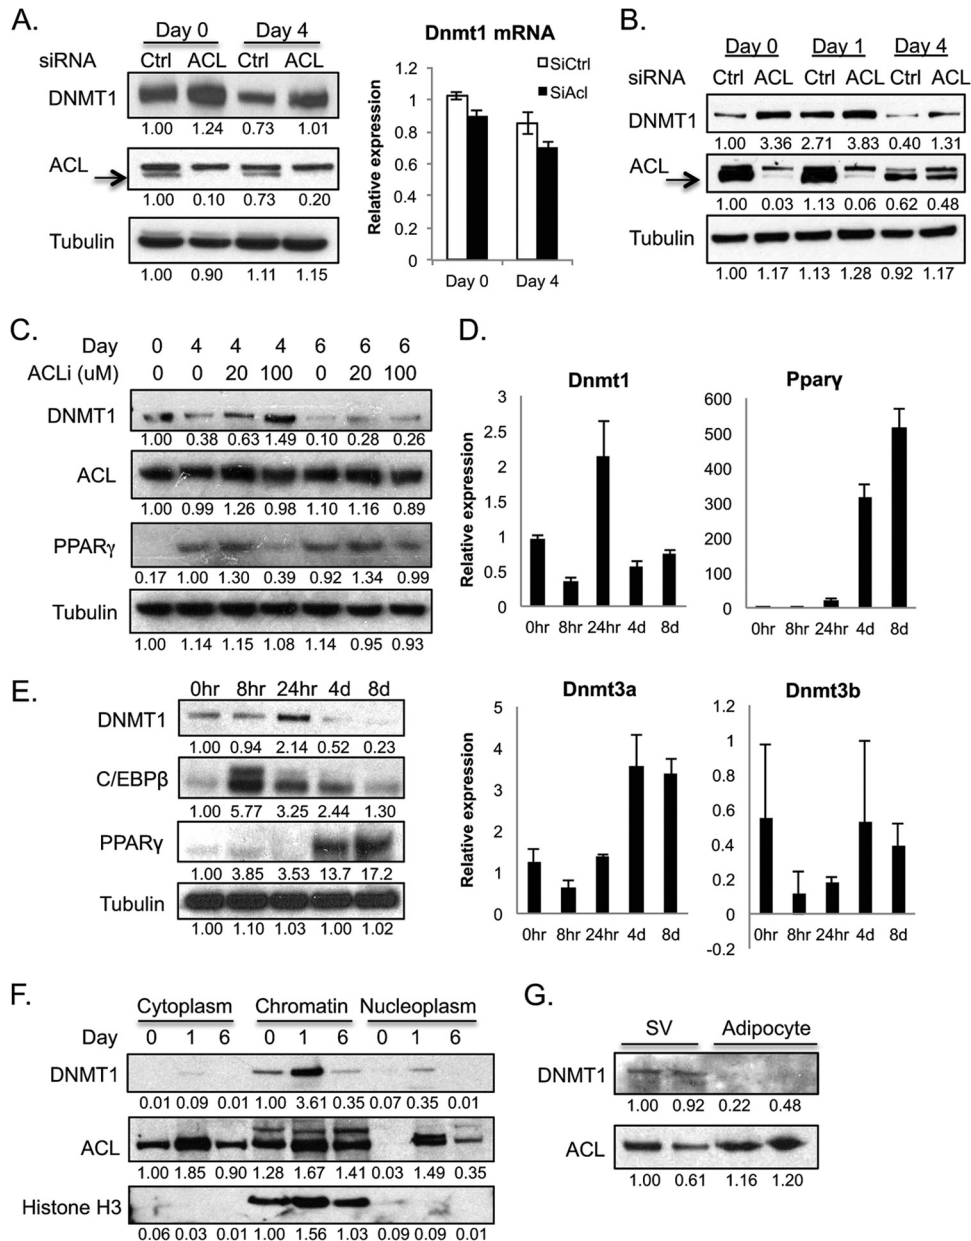 A.
Day 0 Day 4
siRNA Ctrl ACL Ctrl ACL
DNMT1
1.00 1.24 0.73 1.01
ACL
1.00 0.10 0.73 0.20
Tubulin
1.00 0.90 1.11 1.15
Dnmt1 mRNA
SiCtrl
SiAcl
Relative expression
1.2
1
0.8
0.6
0.4
0.2
0
Day 0 Day 4
B.
Day 0 Day 1 Day 4
siRNA Ctrl ACL Ctrl ACL Ctrl ACL
DNMT1
1.00 3.36 2.71 3.83 0.40 1.31
ACL
1.00 0.03 1.13 0.06 0.62 0.48
Tubulin
1.00 1.17 1.13 1.28 0.92 1.17
C.
Day 0 4 4 4 6 6 6
ACLi (uM) 0 0 20 100 0 20 100
DNMT1
1.00 0.38 0.63 1.49 0.10 0.28 0.26
ACL
1.00 0.99 1.26 0.98 1.10 1.16 0.89
PPARγ
0.17 1.00 1.30 0.39 0.92 1.34 0.99
Tubulin
1.00 1.14 1.15 1.08 1.14 0.95 0.93
D.
Dnmt1
Relative expression
3
2.5
2
1.5
1
0.5
0
0hr 8hr 24hr 4d 8d
Pparγ
600
500
400
300
200
100
0
0hr 8hr 24hr 4d 8d
Dnmt3a
Relative expression
5
4
3
2
1
0
0hr 8hr 24hr 4d 8d
Dnmt3b
1.2
1
0.8
0.6
0.4
0.2
0
-0.2
0hr 8hr 24hr 4d 8d
E.
0hr 8hr 24hr 4d 8d
DNMT1
1.00 0.94 2.14 0.52 0.23
C/EBPβ
1.00 5.77 3.25 2.44 1.30
PPARγ
1.00 3.85 3.53 13.7 17.2
Tubulin
1.00 1.10 1.03 1.00 1.02
F.
Cytoplasm Chromatin Nucleoplasm
Day 0 1 6 0 1 6 0 1 6
DNMT1
0.01 0.09 0.01 1.00 3.61 0.35 0.07 0.35 0.01
ACL
1.00 1.85 0.90 1.28 1.67 1.41 0.03 1.49 0.35
Histone H3
0.06 0.03 0.01 1.00 1.56 1.03 0.09 0.09 0.01
G.
SV Adipocyte
DNMT1
1.00 0.92 0.22 0.48
ACL
1.00 0.61 1.16 1.20